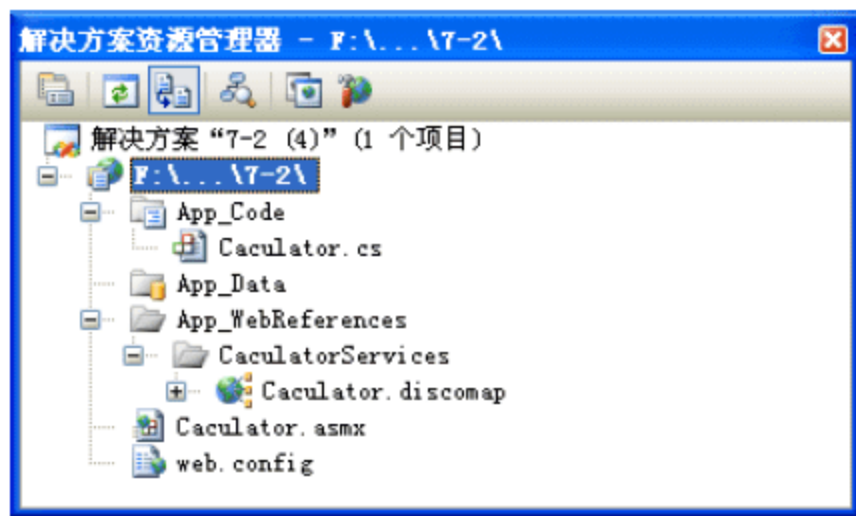 解决方案资源管理器 - F:\...\7-2\
解决方案“7-2 (4)”(1 个项目)
F:\...\7-2\
App_Code
Caculator.cs
App_Data
App_WebReferences
CaculatorServices
Caculator.discomap
Caculator.asmx
web.config